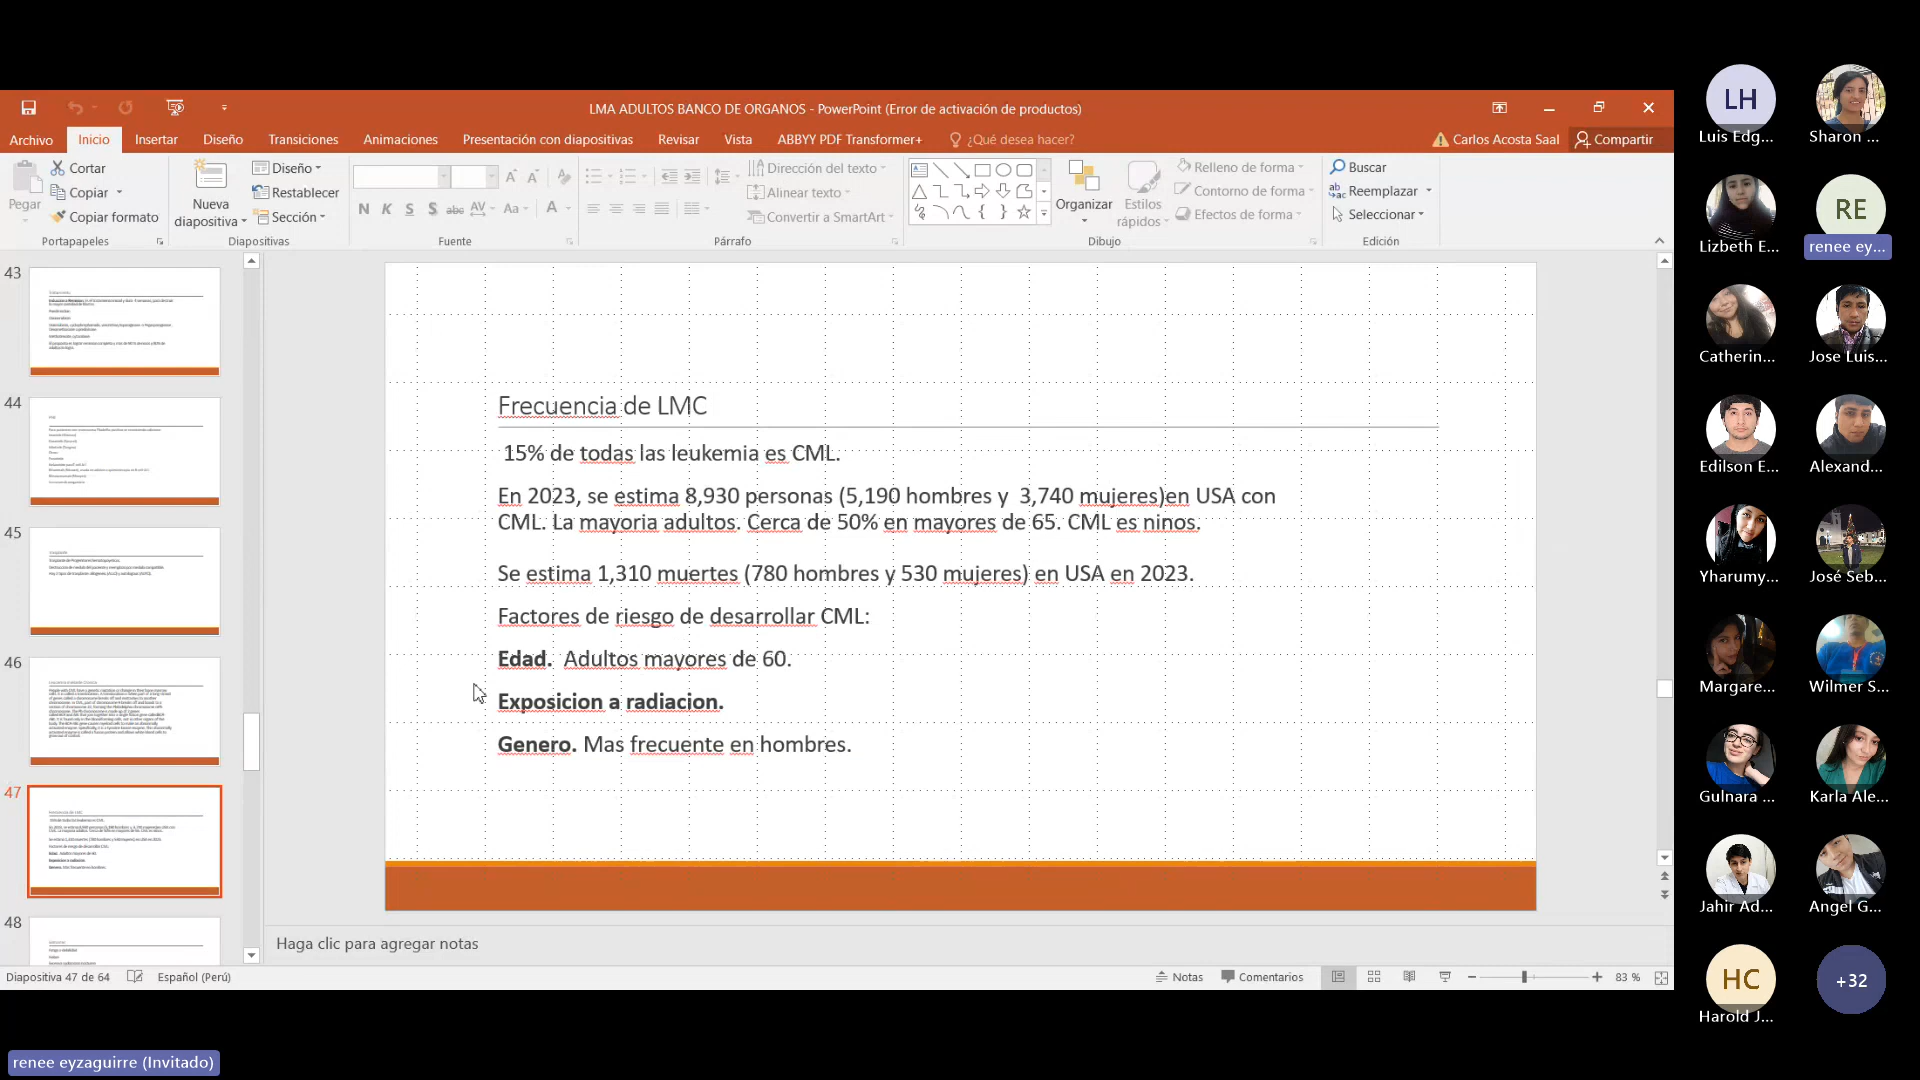 LMA ADULTOS BANCO DE ORGANOS - PowerPoint (Error de activación de productos)
Archivo Inicio Insertar Diseño Transiciones Animaciones Presentación con diapositivas Revisar Vista ABBYY PDF Transformer+ ¿Qué desea hacer? Carlos Acosta Saal Compartir
Pegar
Cortar
Copiar
Copiar formato
Portapapeles
Nueva diapositiva
Diseño
Restablecer
Sección
Diapositivas
N K S S abc AV Aa A
Fuente
Dirección del texto
Alinear texto
Convertir a SmartArt
Párrafo
Organizar
Estilos rápidos
Relleno de forma
Contorno de forma
Efectos de forma
Dibujo
Buscar
Reemplazar
Seleccionar
Edición
43
44
45
46
47
48
Frecuencia de LMC
15% de todas las leukemia es CML.
En 2023, se estima 8,930 personas (5,190 hombres y 3,740 mujeres)en USA con
CML. La mayoria adultos. Cerca de 50% en mayores de 65. CML es ninos.
Se estima 1,310 muertes (780 hombres y 530 mujeres) en USA en 2023.
Factores de riesgo de desarrollar CML:
Edad. Adultos mayores de 60.
Exposicion a radiacion.
Genero. Mas frecuente en hombres.
Haga clic para agregar notas
Diapositiva 47 de 64 Español (Perú) Notas Comentarios 83 %
LH
Luis Edg...
Sharon ...
Lizbeth E...
RE
renee ey...
Catherin...
Jose Luis...
Edilson E...
Alexand...
Yharumy...
José Seb...
Margare...
Wilmer S...
Gulnara ...
Karla Ale...
Jahir Ad...
Angel G...
HC
Harold J...
+32
renee eyzaguirre (Invitado)